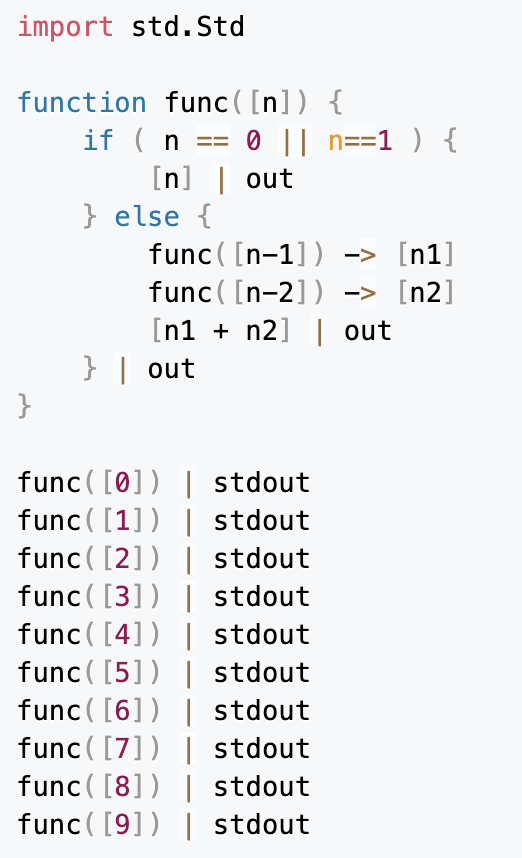 import std.Std

function func([n]) {
    if ( n == 0 || n==1 ) {
        [n] | out
    } else {
        func([n-1]) -> [n1]
        func([n-2]) -> [n2]
        [n1 + n2] | out
    } | out
}

func([0]) | stdout
func([1]) | stdout
func([2]) | stdout
func([3]) | stdout
func([4]) | stdout
func([5]) | stdout
func([6]) | stdout
func([7]) | stdout
func([8]) | stdout
func([9]) | stdout